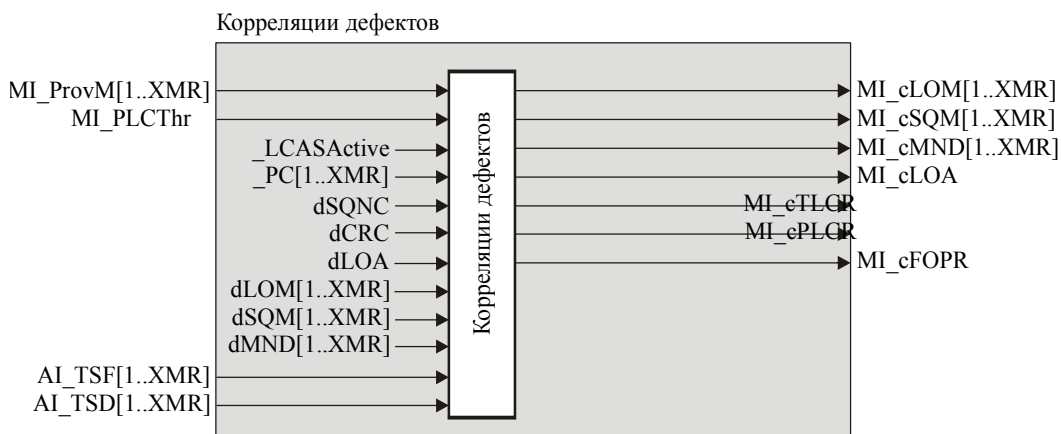 Корреляции дефектов
MI_ProvM[1..XMR]
MI_PLCThr
_LCASActive
_PC[1..XMR]
dSQNC
dCRC
dLOA
dLOM[1..XMR]
dSQM[1..XMR]
dMND[1..XMR]
AI_TSF[1..XMR]
AI_TSD[1..XMR]
Корреляции дефектов
MI_cLOM[1..XMR]
MI_cSQM[1..XMR]
MI_cMND[1..XMR]
MI_cLOA
MI_cTLCR
MI_cPLCR
MI_cFOPR